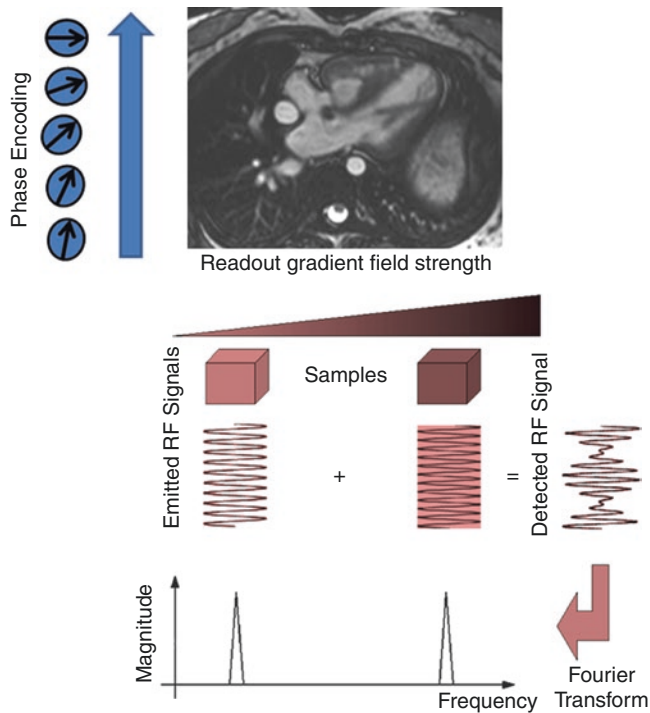 Phase Encoding
Readout gradient field strength
Emitted RF Signals
Samples
Detected RF Signal
+
=
Magnitude
Frequency
Fourier
Transform